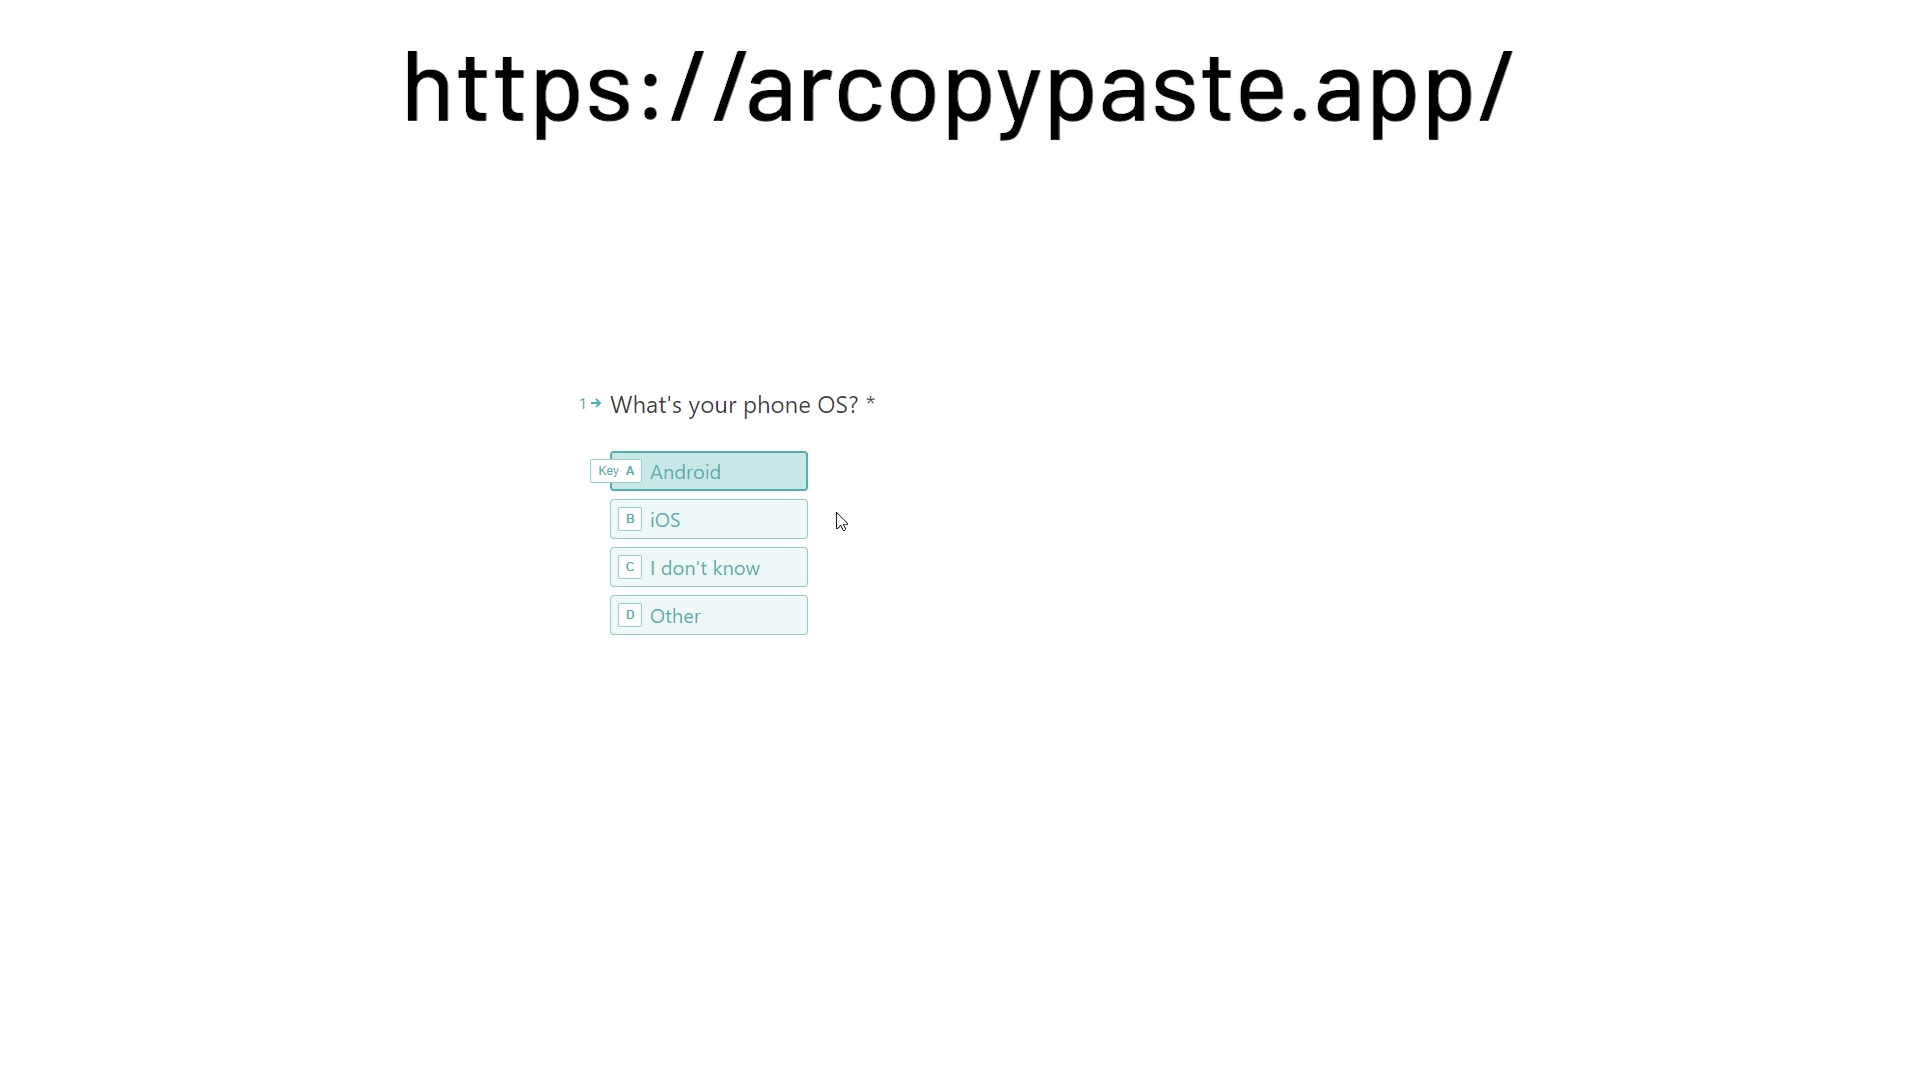 https://arcopypaste.app/
1→ What's your phone OS? *
Key A Android
B iOS
C I don't know
D Other